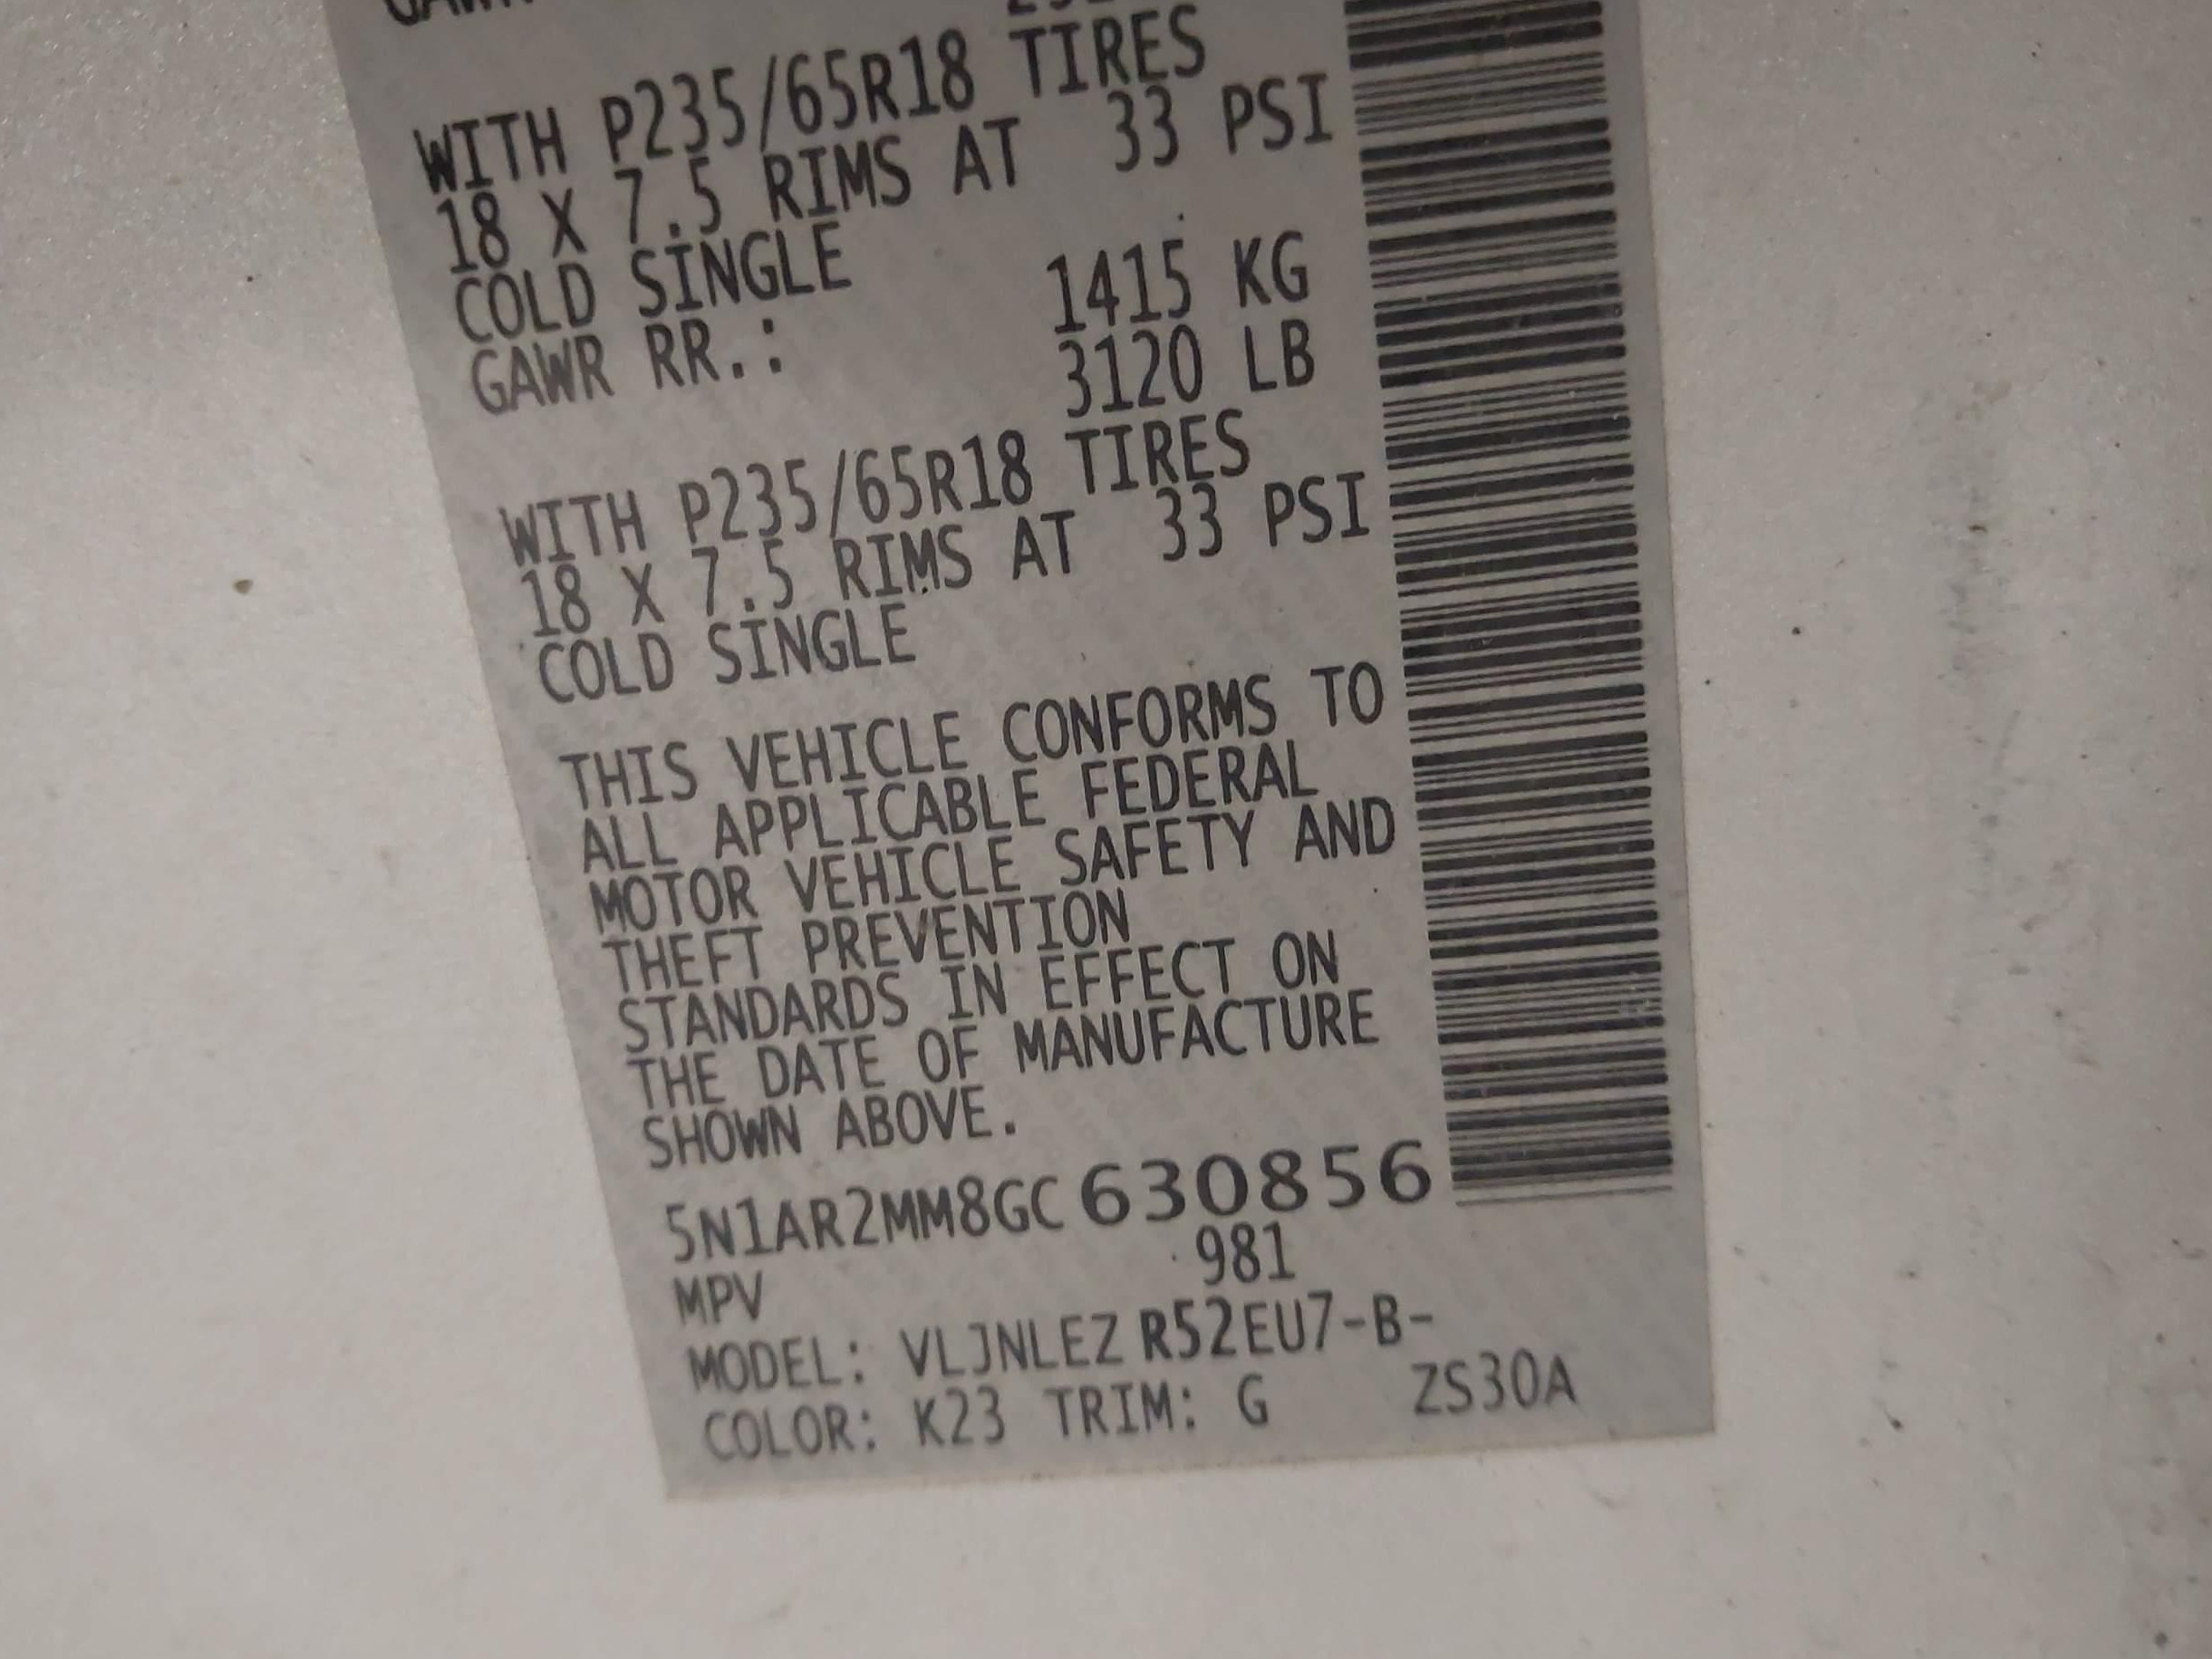 WITH P235/65R18 TIRES
18 X 7.5 RIMS AT 33 PSI
COLD SINGLE
GAWR RR.: 1415 KG
3120 LB
WITH P235/65R18 TIRES
18 X 7.5 RIMS AT 33 PSI
COLD SINGLE
THIS VEHICLE CONFORMS TO
ALL APPLICABLE FEDERAL
MOTOR VEHICLE SAFETY AND
THEFT PREVENTION
STANDARDS IN EFFECT ON
THE DATE OF MANUFACTURE
SHOWN ABOVE.
5N1AR2MM8GC630856
MPV 981
MODEL: VLJNLEZ R52EU7-B-
COLOR: K23 TRIM: G ZS30A